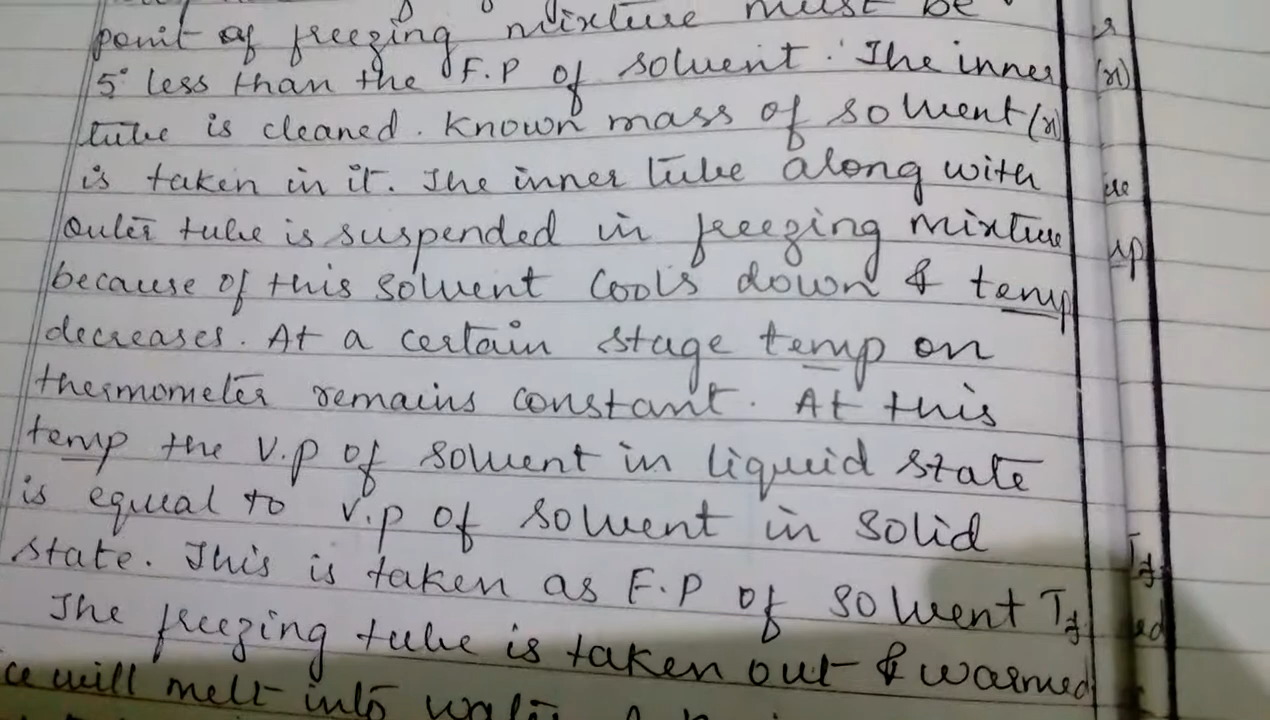 ponit of freezing mixture must be
5° less than the F.P of solvent. The inner
tube is cleaned. Known mass of solvent (x)
is taken in it. The inner tube along with
outer tube is suspended in freezing mixture
because of this solvent cools down & temp
decreases. At a certain stage temp on
thermometer remains constant. At this
temp the V.p of solvent in liquid state
is equal to V.p of solvent in solid
state. This is taken as F.P of solvent Tf
The freezing tube is taken out & warmed
ice will melt into